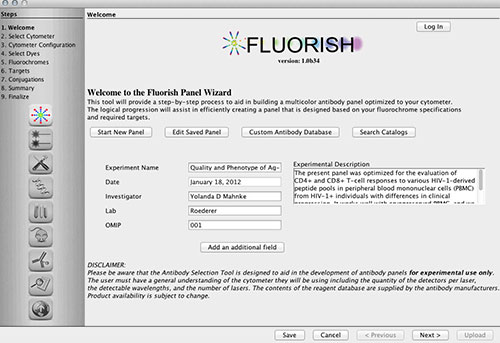 Steps
1. Welcome
2. Select Cytometer
3. Cytometer Configuration
4. Select Dyes
5. Fluorochromes
6. Targets
7. Conjugations
8. Summary
9. Finalize
Welcome
Log In
FLUORISH
version: 1.0b34
Welcome to the Fluorish Panel Wizard
This tool will provide a step-by-step process to aid in building a multicolor antibody panel optimized to your cytometer.
The logical progression will assist in efficiently creating a panel that is designed based on your fluorochrome specifications
and required targets.
Start New Panel
Edit Saved Panel
Custom Antibody Database
Search Catalogs
Experiment Name
Quality and Phenotype of Ag-
Date
January 18, 2012
Investigator
Yolanda D Mahnke
Lab
Roederer
OMIP
001
Experimental Description
The present panel was optimized for the evaluation of
CD4+ and CD8+ T-cell responses to various HIV-1-derived
peptide pools in peripheral blood mononuclear cells (PBMC)
from HIV-1+ individuals with differences in clinical
Add an additional field
DISCLAIMER:
Please be aware that the Antibody Selection Tool is designed to aid in the development of antibody panels for experimental use only.
The user must have a general understanding of the cytometer they will be using including the quantity of the detectors per laser,
the detectable wavelengths, and the number of lasers. The contents of the reagent database are supplied by the antibody manufacturers.
Product availability is subject to change.
Save
Cancel
< Previous
Next >
Upload